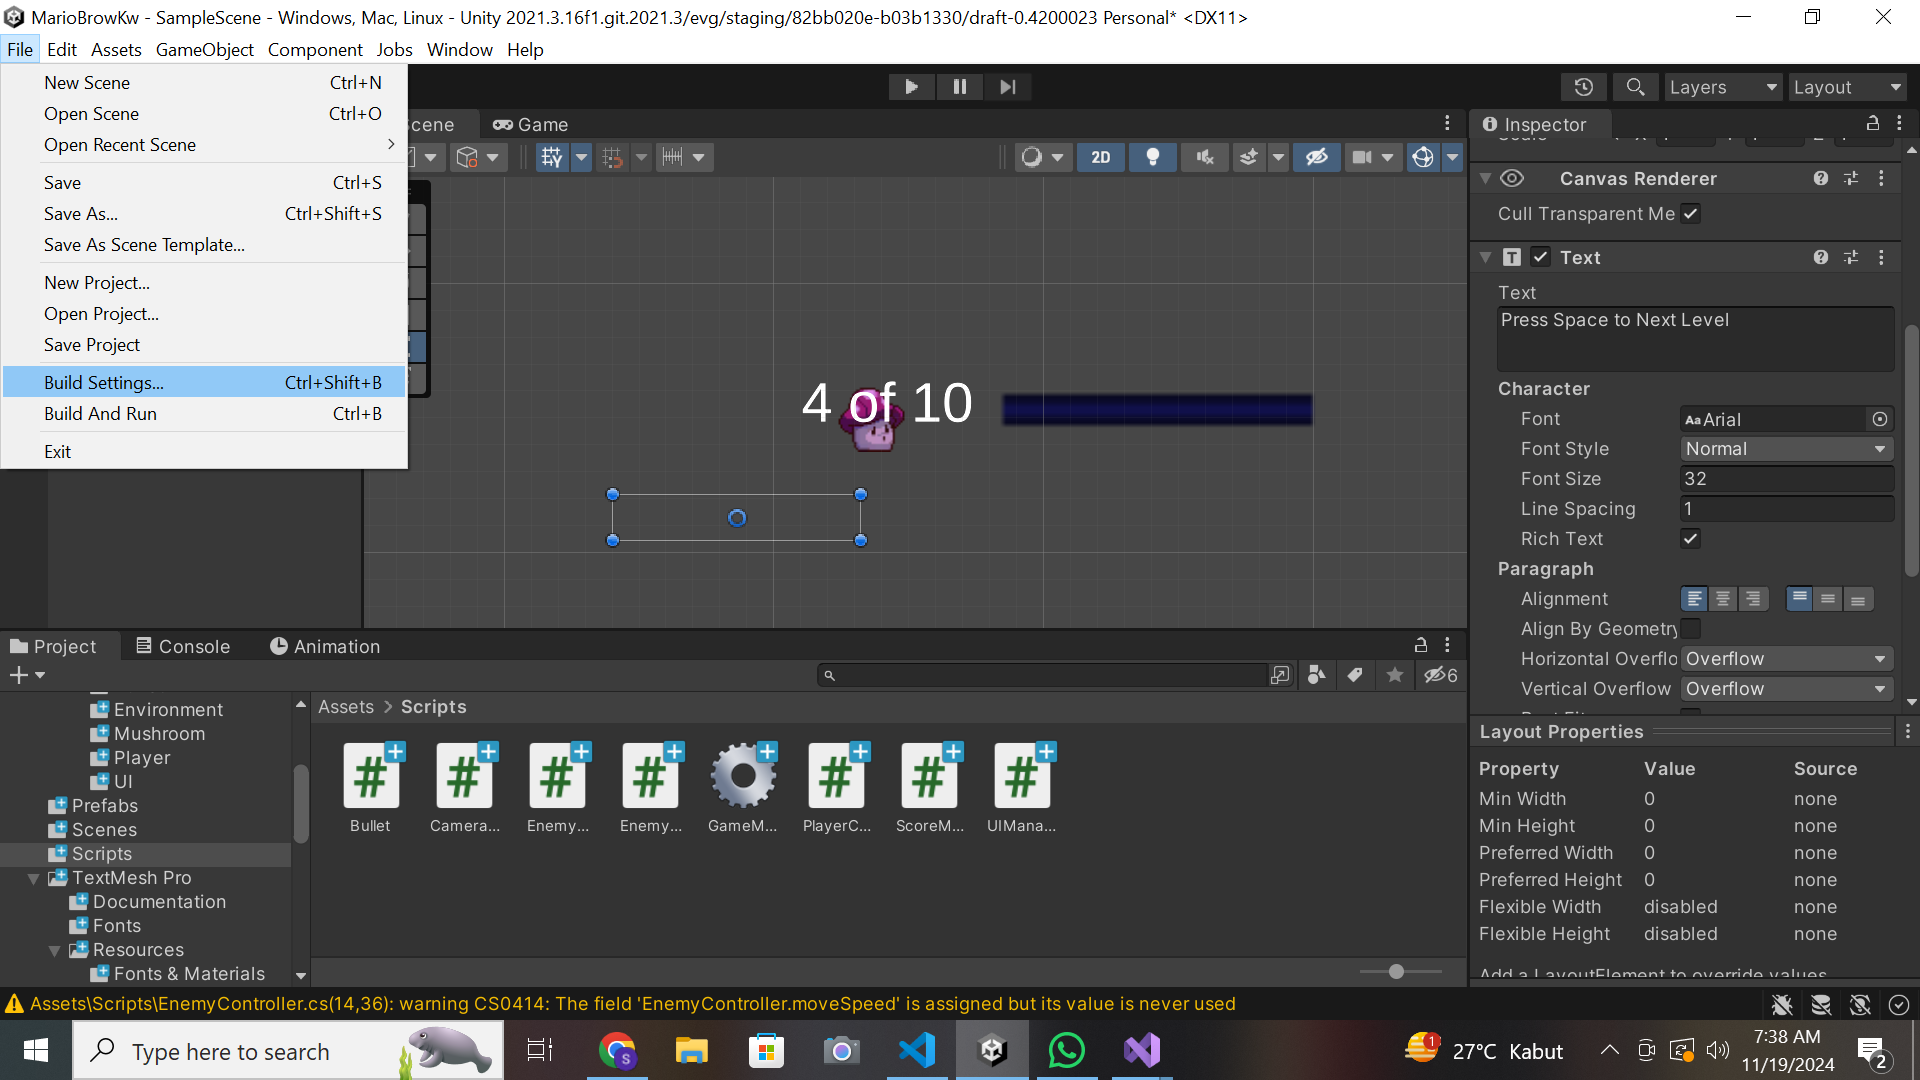 MarioBrowKw - SampleScene - Windows, Mac, Linux - Unity 2021.3.16f1.git.2021.3/evg/staging/82bb020e-b03b1330/draft-0.4200023 Personal* <DX11>
File Edit Assets GameObject Component Jobs Window Help
New Scene Ctrl+N
Open Scene Ctrl+O
Open Recent Scene
Save Ctrl+S
Save As... Ctrl+Shift+S
Save As Scene Template...
New Project...
Open Project...
Save Project
Build Settings... Ctrl+Shift+B
Build And Run Ctrl+B
Exit
Layers Layout
Game
2D
4 of 10
Inspector
Canvas Renderer
Cull Transparent Me
Text
Text
Press Space to Next Level
Character
Font Aa Arial
Font Style Normal
Font Size 32
Line Spacing 1
Rich Text
Paragraph
Alignment
Align By Geometry
Horizontal Overflo Overflow
Vertical Overflow Overflow
Layout Properties
Property Value Source
Min Width 0 none
Min Height 0 none
Preferred Width 0 none
Preferred Height 0 none
Flexible Width disabled none
Flexible Height disabled none
Add a LayoutElement to override values
Project Console Animation
6
Environment
Mushroom
Player
UI
Prefabs
Scenes
Scripts
TextMesh Pro
Documentation
Fonts
Resources
Fonts & Materials
Assets > Scripts
Bullet Camera... Enemy... Enemy... GameM... PlayerC... ScoreM... UIMana...
Assets\Scripts\EnemyController.cs(14,36): warning CS0414: The field 'EnemyController.moveSpeed' is assigned but its value is never used
Type here to search
S
1
27°C Kabut
7:38 AM
11/19/2024
2